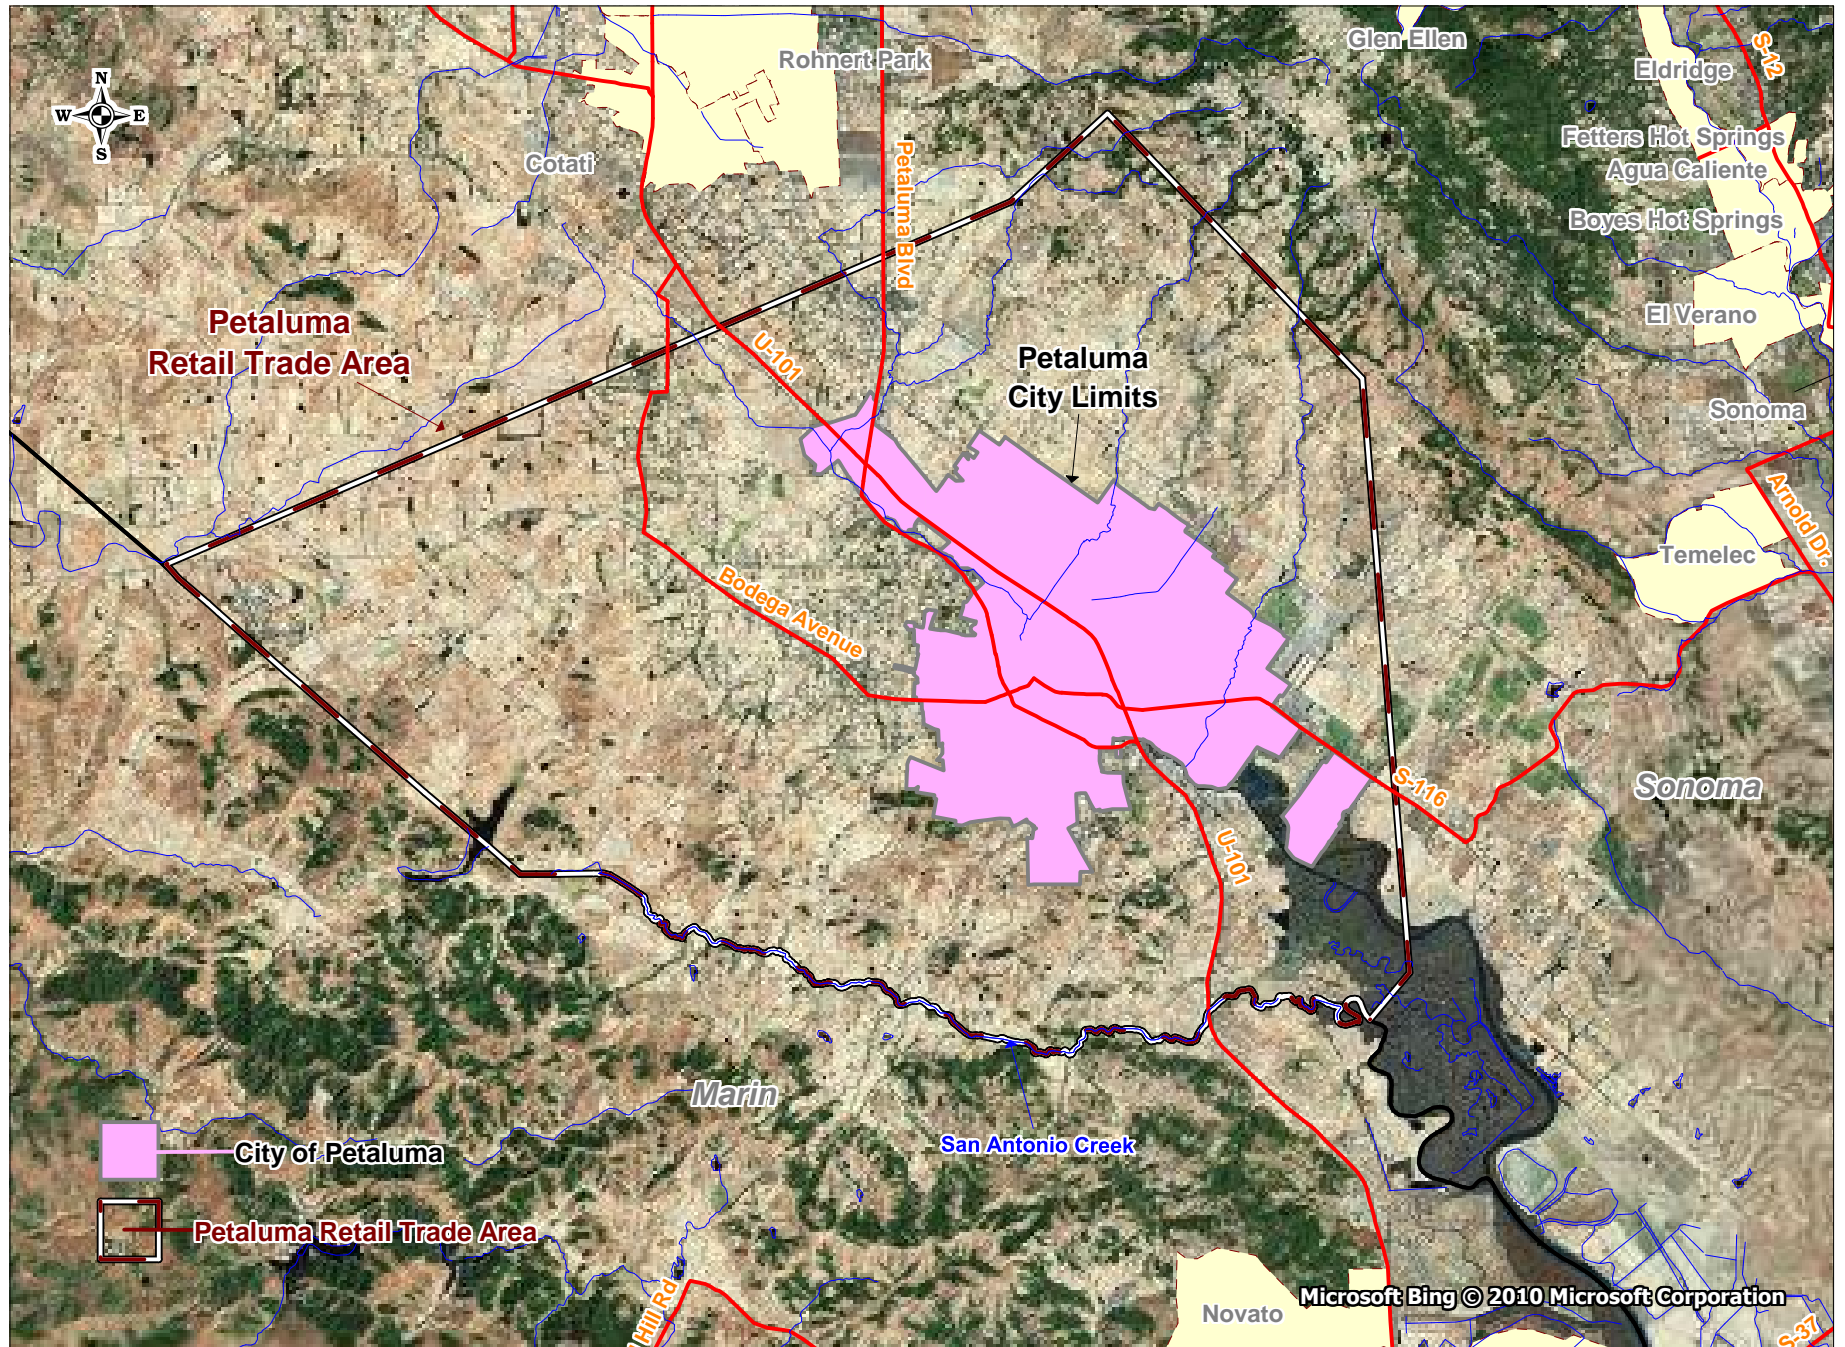 Rohnert Park
Glen Ellen
S-12
Eldridge
N
W
E
S
Fetters Hot Springs
Cotati
Agua Caliente
Petaluma Blvd
Boyes Hot Springs
El Verano
Petaluma
Retail Trade Area
U-101
Petaluma
City Limits
Sonoma
Arnold Dr.
Temelec
Bodega Avenue
S-116
Sonoma
U-101
Marin
San Antonio Creek
City of Petaluma
Petaluma Retail Trade Area
Hill Rd
Novato
Microsoft Bing © 2010 Microsoft Corporation
S-37